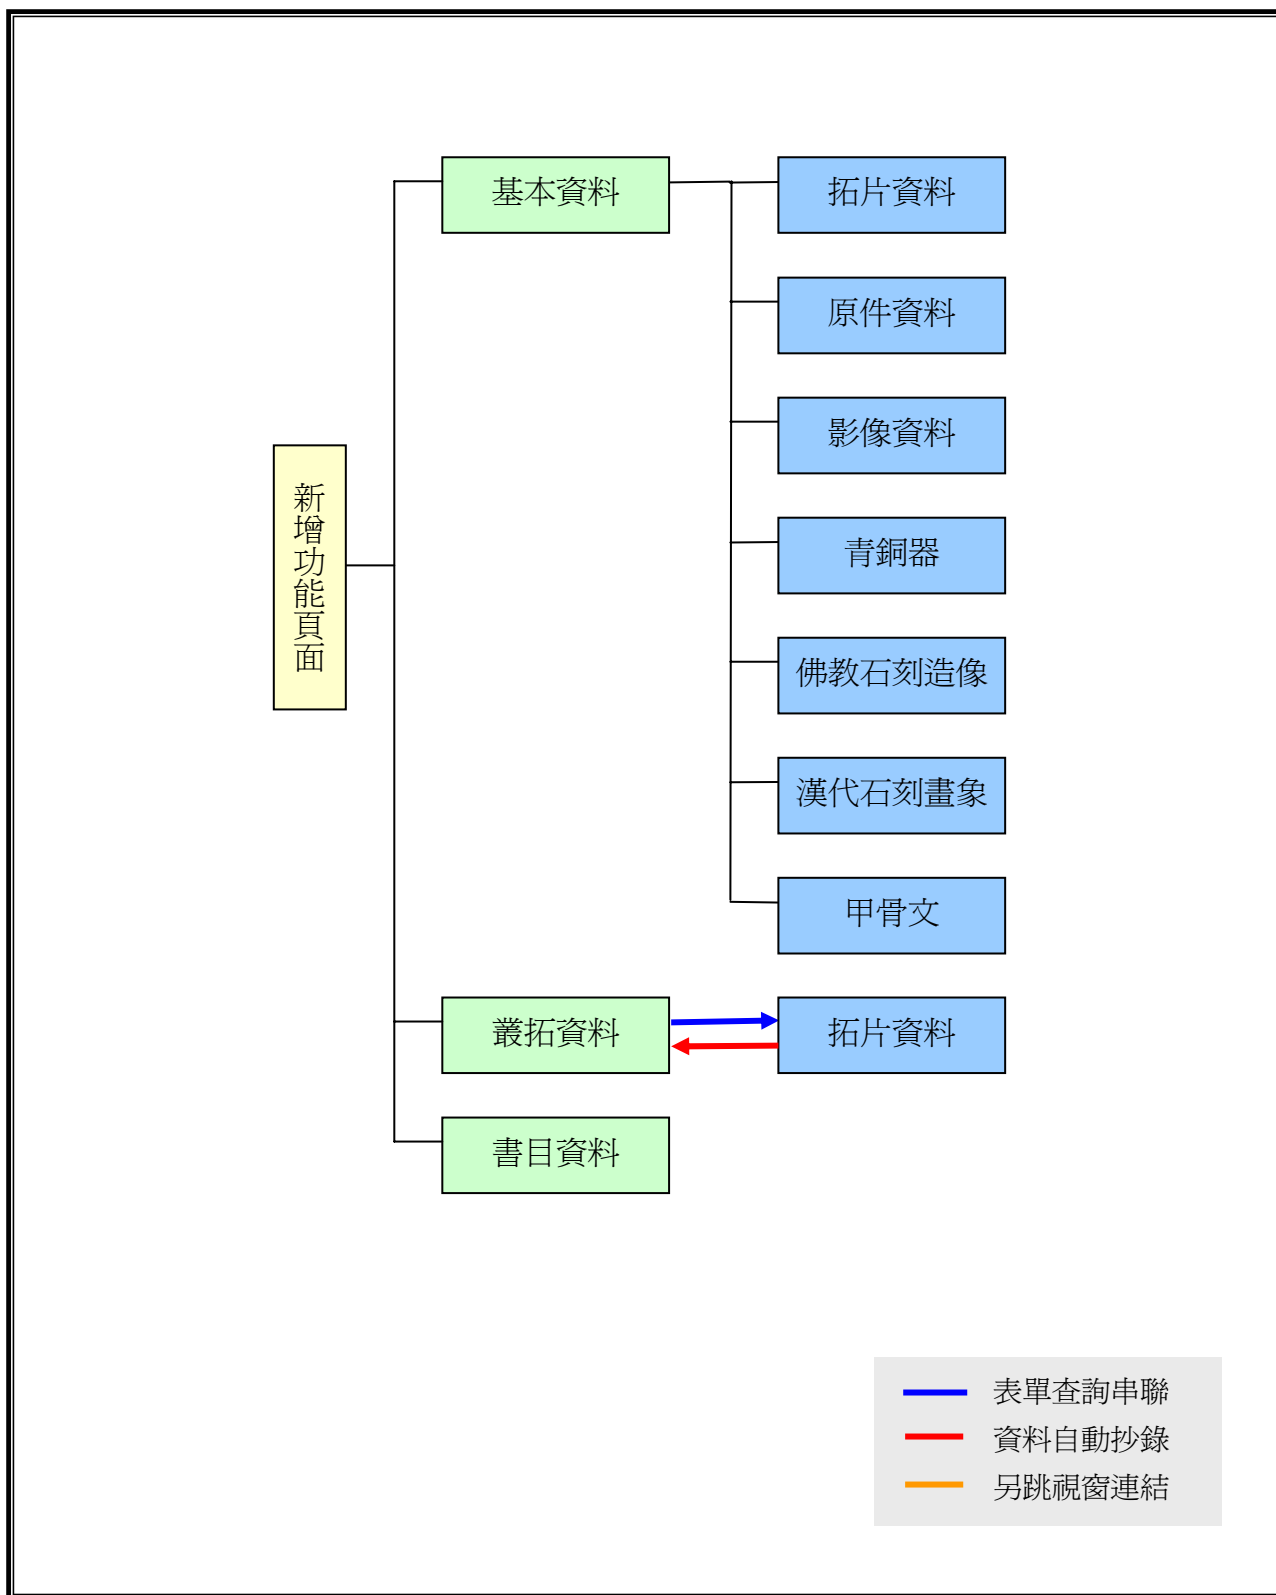 新增功能頁面
基本資料
拓片資料
原件資料
影像資料
青銅器
佛教石刻造像
漢代石刻畫象
甲骨文
叢拓資料
拓片資料
書目資料
表單查詢串聯
資料自動抄錄
另跳視窗連結